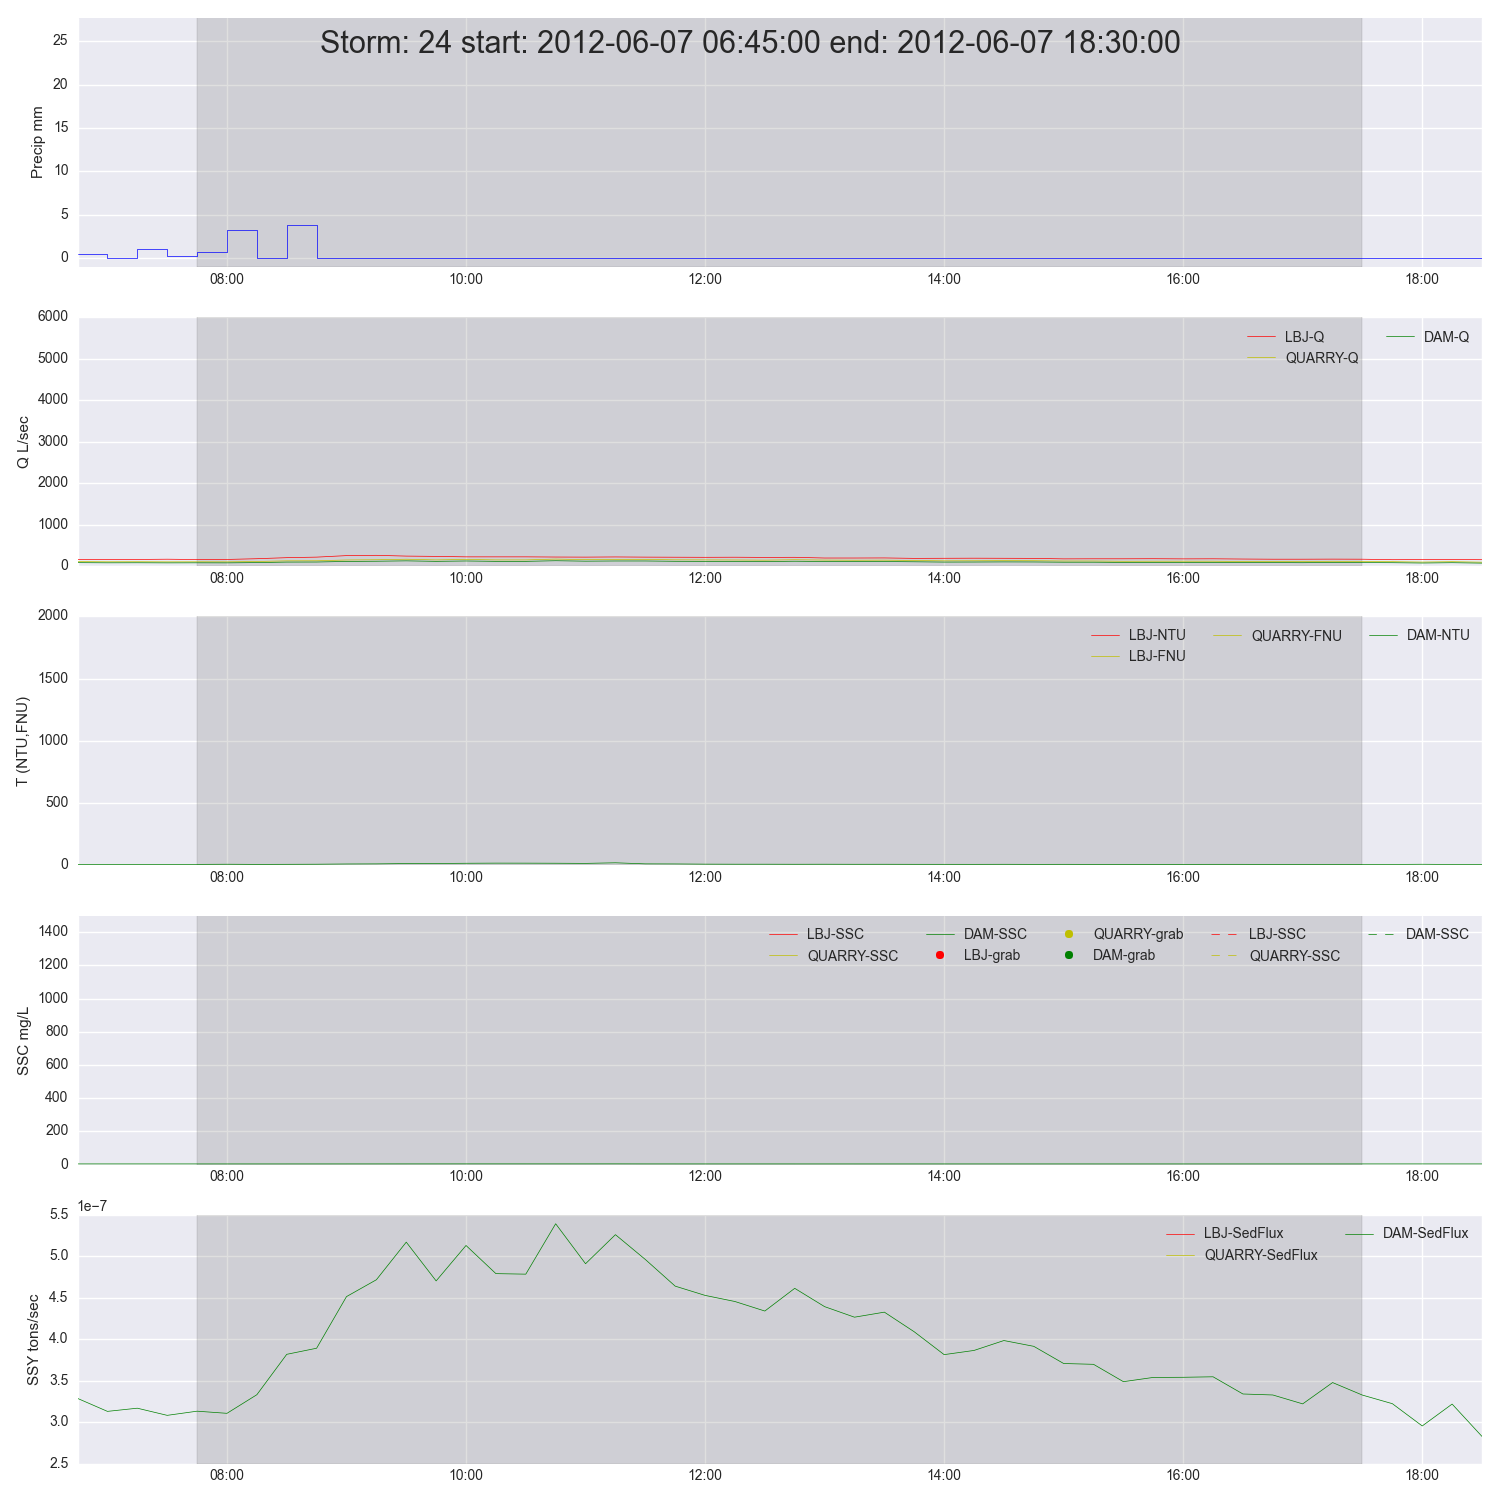 Storm: 24 start: 2012-06-07 06:45:00 end: 2012-06-07 18:30:00
Precip mm
25
20
15
10
5
0
08:00 10:00 12:00 14:00 16:00 18:00
Q L/sec
6000
5000
4000
3000
2000
1000
0
LBJ-Q DAM-Q
QUARRY-Q
08:00 10:00 12:00 14:00 16:00 18:00
T (NTU,FNU)
2000
1500
1000
500
0
LBJ-NTU QUARRY-FNU DAM-NTU
LBJ-FNU
08:00 10:00 12:00 14:00 16:00 18:00
SSC mg/L
1400
1200
1000
800
600
400
200
0
LBJ-SSC DAM-SSC QUARRY-grab LBJ-SSC DAM-SSC
QUARRY-SSC LBJ-grab DAM-grab QUARRY-SSC
08:00 10:00 12:00 14:00 16:00 18:00
SSY tons/sec
1e−7
5.5
5.0
4.5
4.0
3.5
3.0
2.5
LBJ-SedFlux DAM-SedFlux
QUARRY-SedFlux
08:00 10:00 12:00 14:00 16:00 18:00